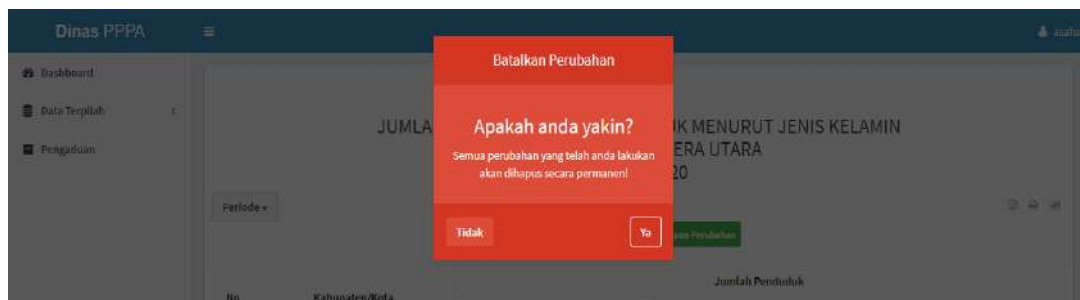 Dinas PPPA
Batalkan Perubahan
Dashboard
Apakah anda yakin?
Semua perubahan yang telah anda lakukan
akan dihapus secara permanen!
Data Terpilah
JUMLA
K MENURUT JENIS KELAMIN
ERA UTARA
20
Pengaduan
Periode
Tidak
Ya
Perubahan
Jumlah Penduduk
No
Kabupaten/Kota